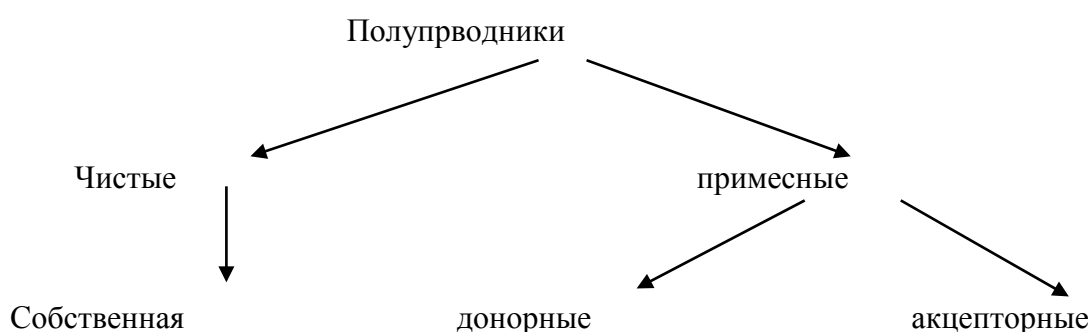 Полупрводники
Чистые примесные
Собственная донорные акцепторные